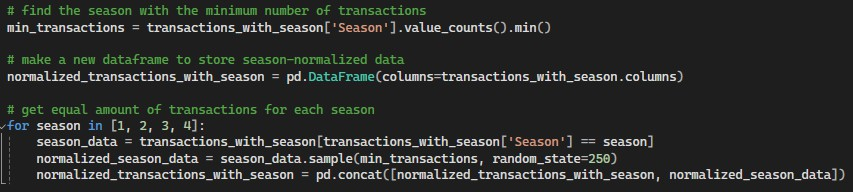 # find the season with the minimum number of transactions
min_transactions = transactions_with_season['Season'].value_counts().min()
# make a new dataframe to store season-normalized data
normalized_transactions_with_season = pd.DataFrame(columns=transactions_with_season.columns)
# get equal amount of transactions for each season
for season in [1, 2, 3, 4]:
    season_data = transactions_with_season[transactions_with_season['Season'] == season]
    normalized_season_data = season_data.sample(min_transactions, random_state=250)
    normalized_transactions_with_season = pd.concat([normalized_transactions_with_season, normalized_season_data])